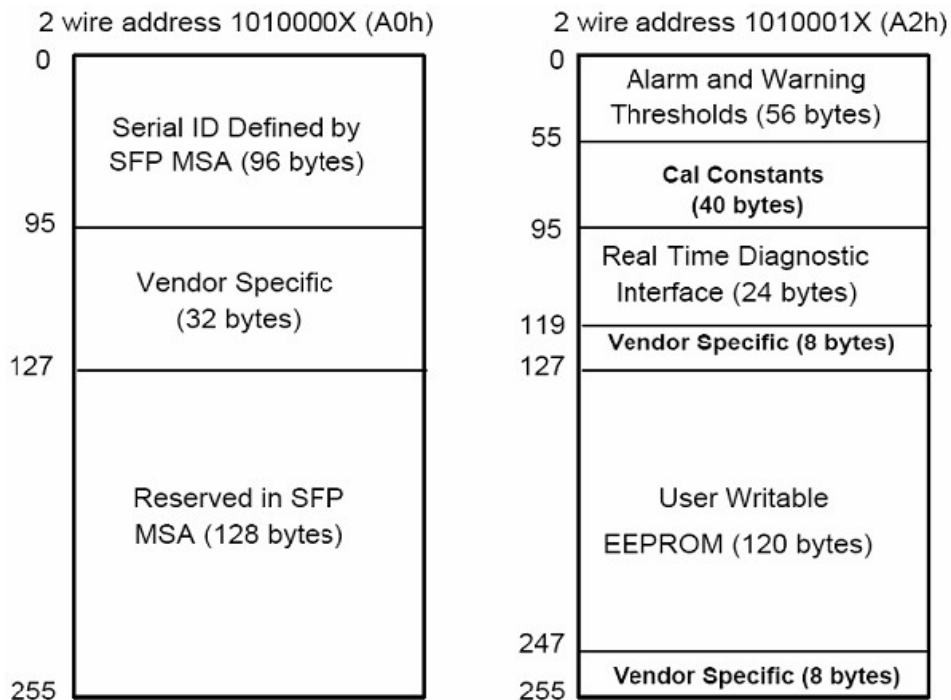 2 wire address 1010000X (A0h)
0
Serial ID Defined by
SFP MSA (96 bytes)
95
Vendor Specific
(32 bytes)
127
Reserved in SFP
MSA (128 bytes)
255
2 wire address 1010001X (A2h)
0
Alarm and Warning
Thresholds (56 bytes)
55
Cal Constants
(40 bytes)
95
Real Time Diagnostic
Interface (24 bytes)
119
Vendor Specific (8 bytes)
127
User Writable
EEPROM (120 bytes)
247
Vendor Specific (8 bytes)
255